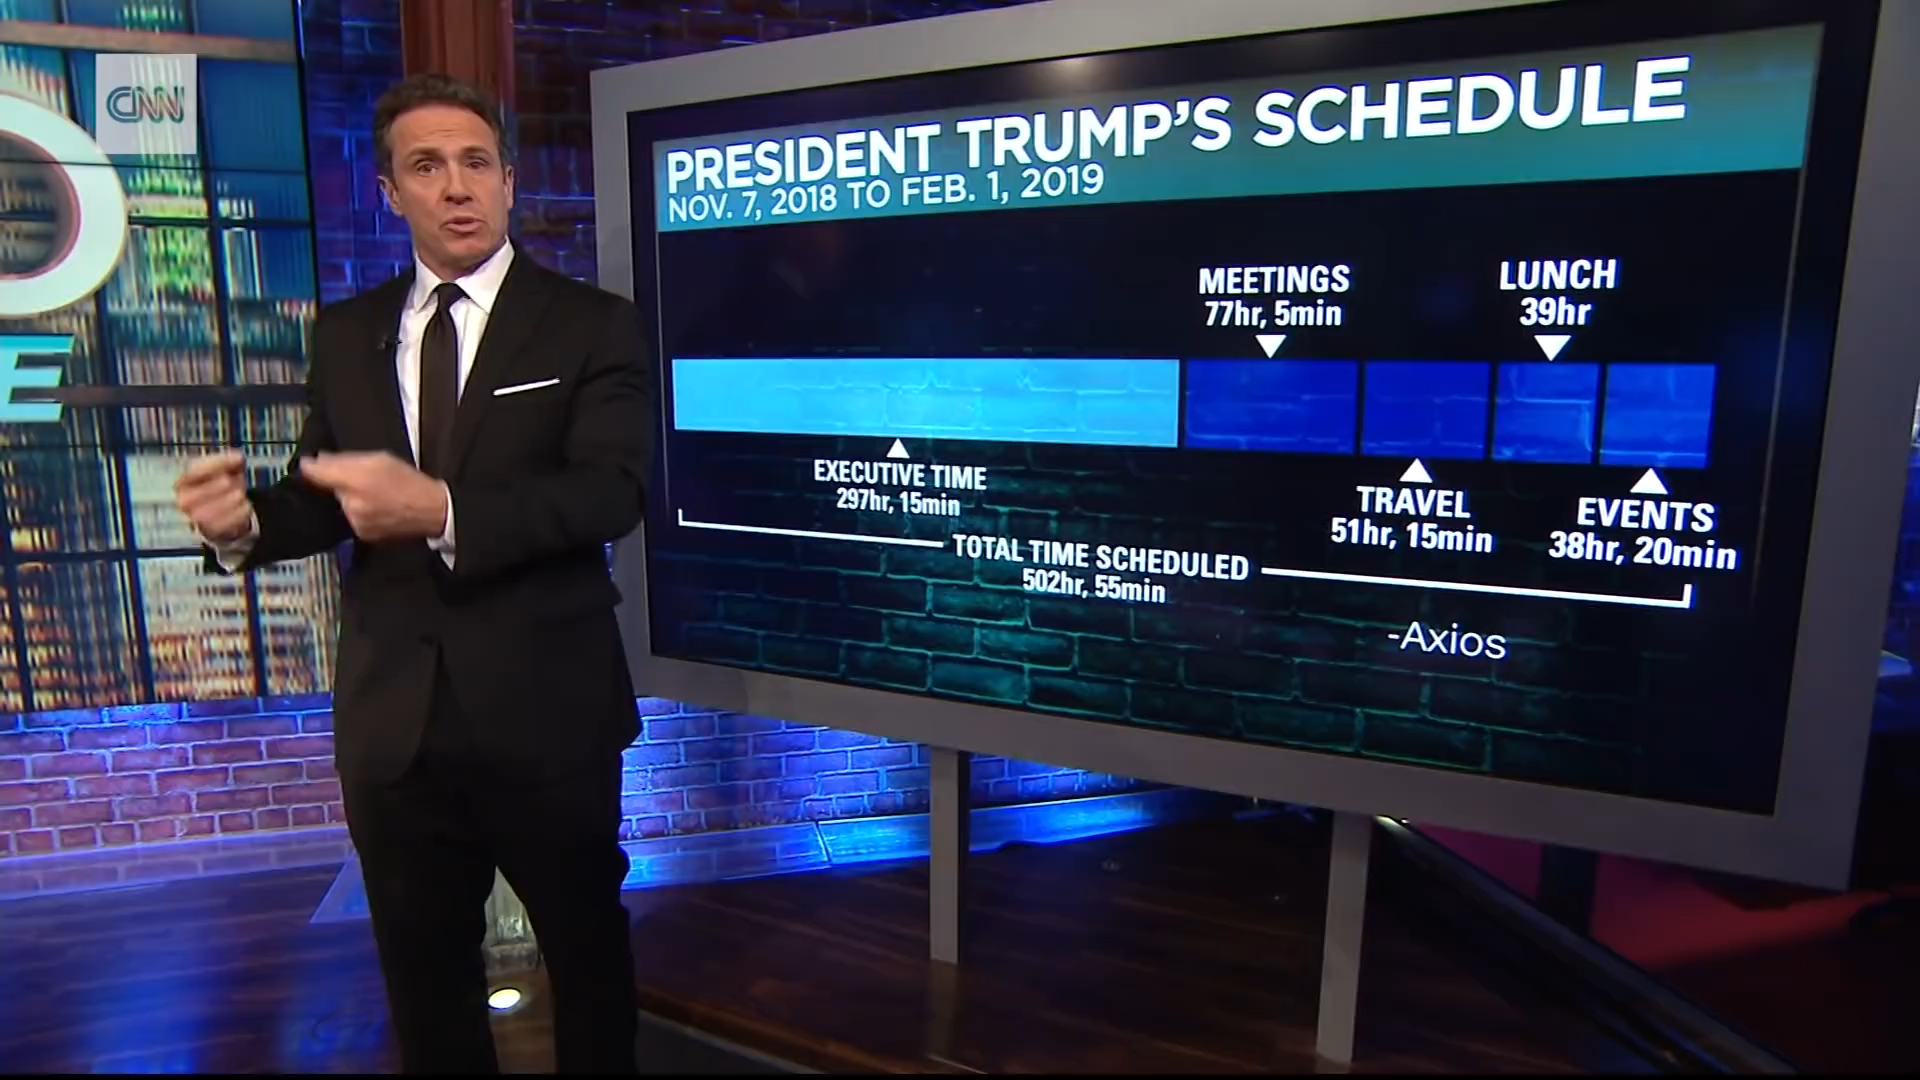 CNN
O
E
PRESIDENT TRUMP'S SCHEDULE
NOV. 7, 2018 TO FEB. 1, 2019
MEETINGS
77hr, 5min
LUNCH
39hr
EXECUTIVE TIME
297hr, 15min
TRAVEL
51hr, 15min
EVENTS
38hr, 20min
TOTAL TIME SCHEDULED
502hr, 55min
-Axios